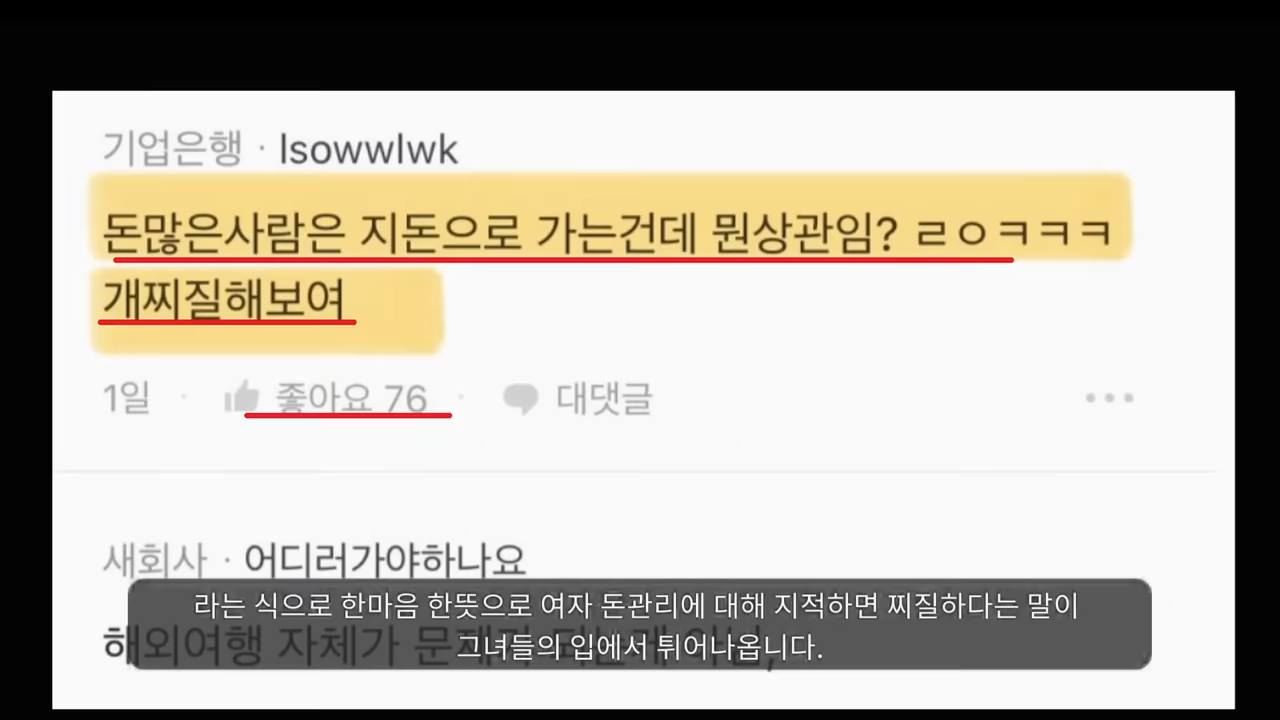 기업은행 · lsowwlwk
돈많은사람은 지돈으로 가는건데 뭔상관임? ㄹㅇㅋㅋㅋ
개찌질해보여
1일 · 좋아요 76 · 대댓글
새회사 · 어디러가야하나요
라는 식으로 한마음 한뜻으로 여자 돈관리에 대해 지적하면 찌질하다는 말이
그녀들의 입에서 튀어나옵니다.
해외여행 자체가